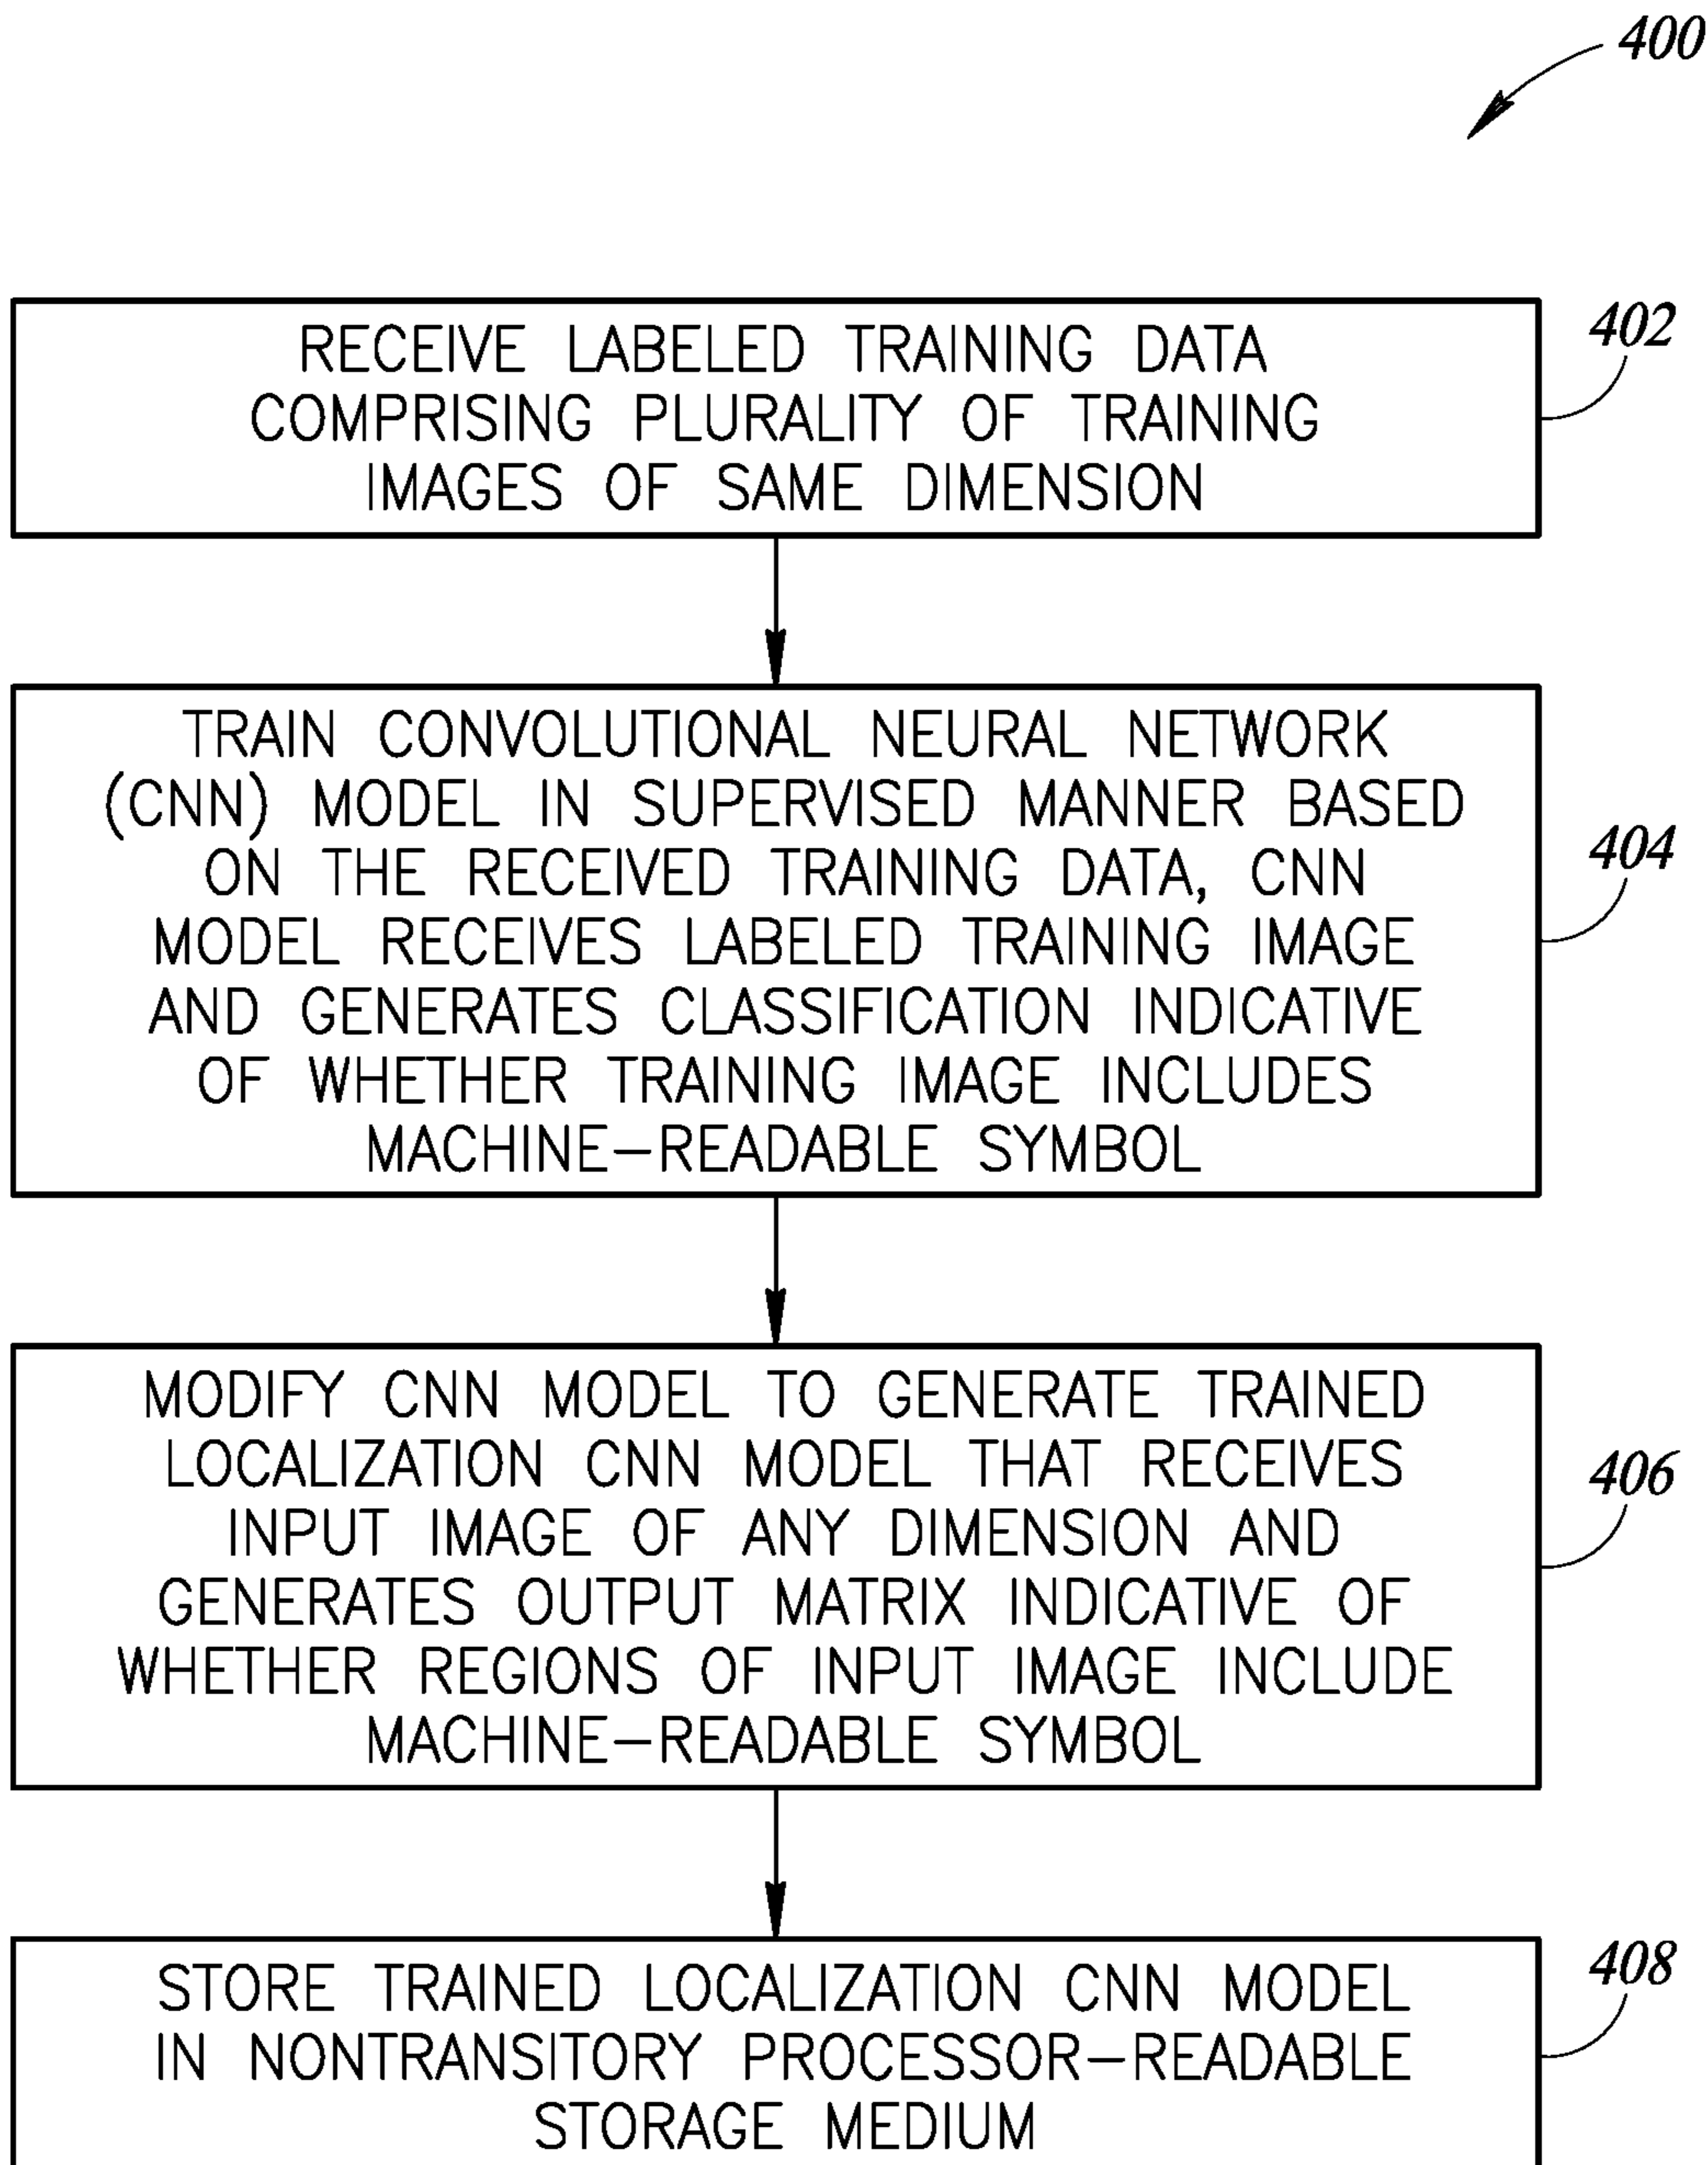 400
RECEIVE LABELED TRAINING DATA
COMPRISING PLURALITY OF TRAINING
IMAGES OF SAME DIMENSION
402
TRAIN CONVOLUTIONAL NEURAL NETWORK
(CNN) MODEL IN SUPERVISED MANNER BASED
ON THE RECEIVED TRAINING DATA, CNN
MODEL RECEIVES LABELED TRAINING IMAGE
AND GENERATES CLASSIFICATION INDICATIVE
OF WHETHER TRAINING IMAGE INCLUDES
MACHINE–READABLE SYMBOL
404
MODIFY CNN MODEL TO GENERATE TRAINED
LOCALIZATION CNN MODEL THAT RECEIVES
INPUT IMAGE OF ANY DIMENSION AND
GENERATES OUTPUT MATRIX INDICATIVE OF
WHETHER REGIONS OF INPUT IMAGE INCLUDE
MACHINE–READABLE SYMBOL
406
STORE TRAINED LOCALIZATION CNN MODEL
IN NONTRANSITORY PROCESSOR–READABLE
STORAGE MEDIUM
408